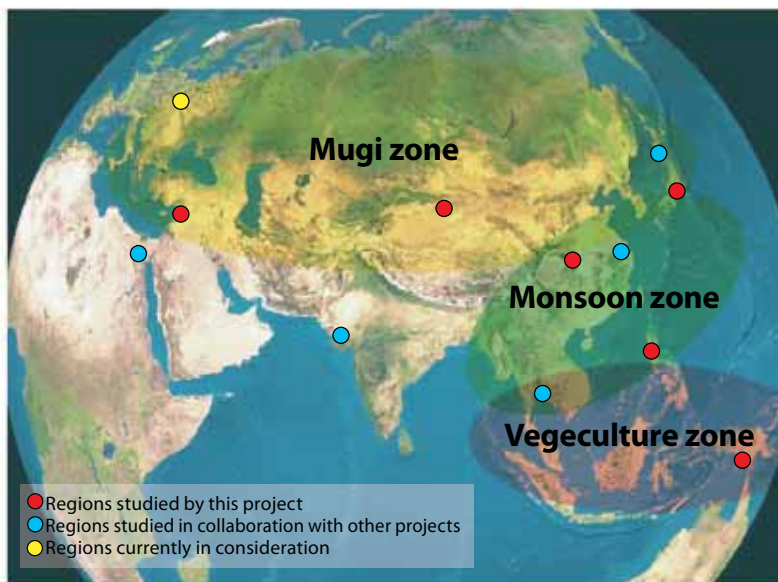 Mugi zone
Monsoon zone
Vegeculture zone
Regions studied by this project
Regions studied in collaboration with other projects
Regions currently in consideration